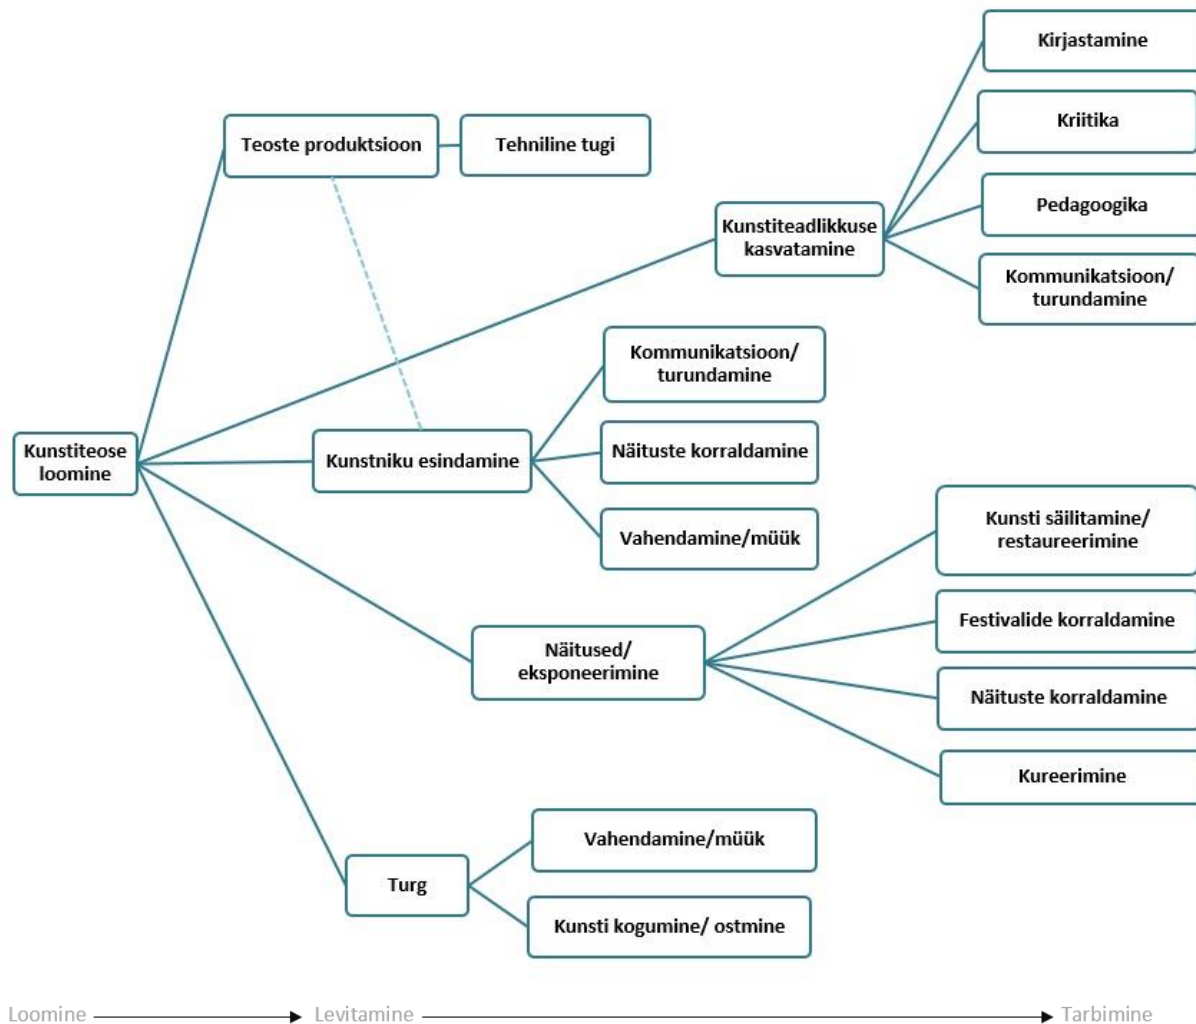 Kirjastamine
Kriitika
Teoste produktsioon
Tehniline tugi
Pedagoogika
Kunstiteadlikkuse
kasvatamine
Kommunikatsioon/
turundamine
Kommunikatsioon/
turundamine
Kunstiteose
loomine
Kunstniku esindamine
Näituste korraldamine
Vahendamine/müük
Kunsti säilitamine/
restaureerimine
Festivalide korraldamine
Näitused/
eksponeerimine
Näituste korraldamine
Kureerimine
Vahendamine/müük
Turg
Kunsti kogumine/ ostmine
Loomine
Levitamine
Tarbimine